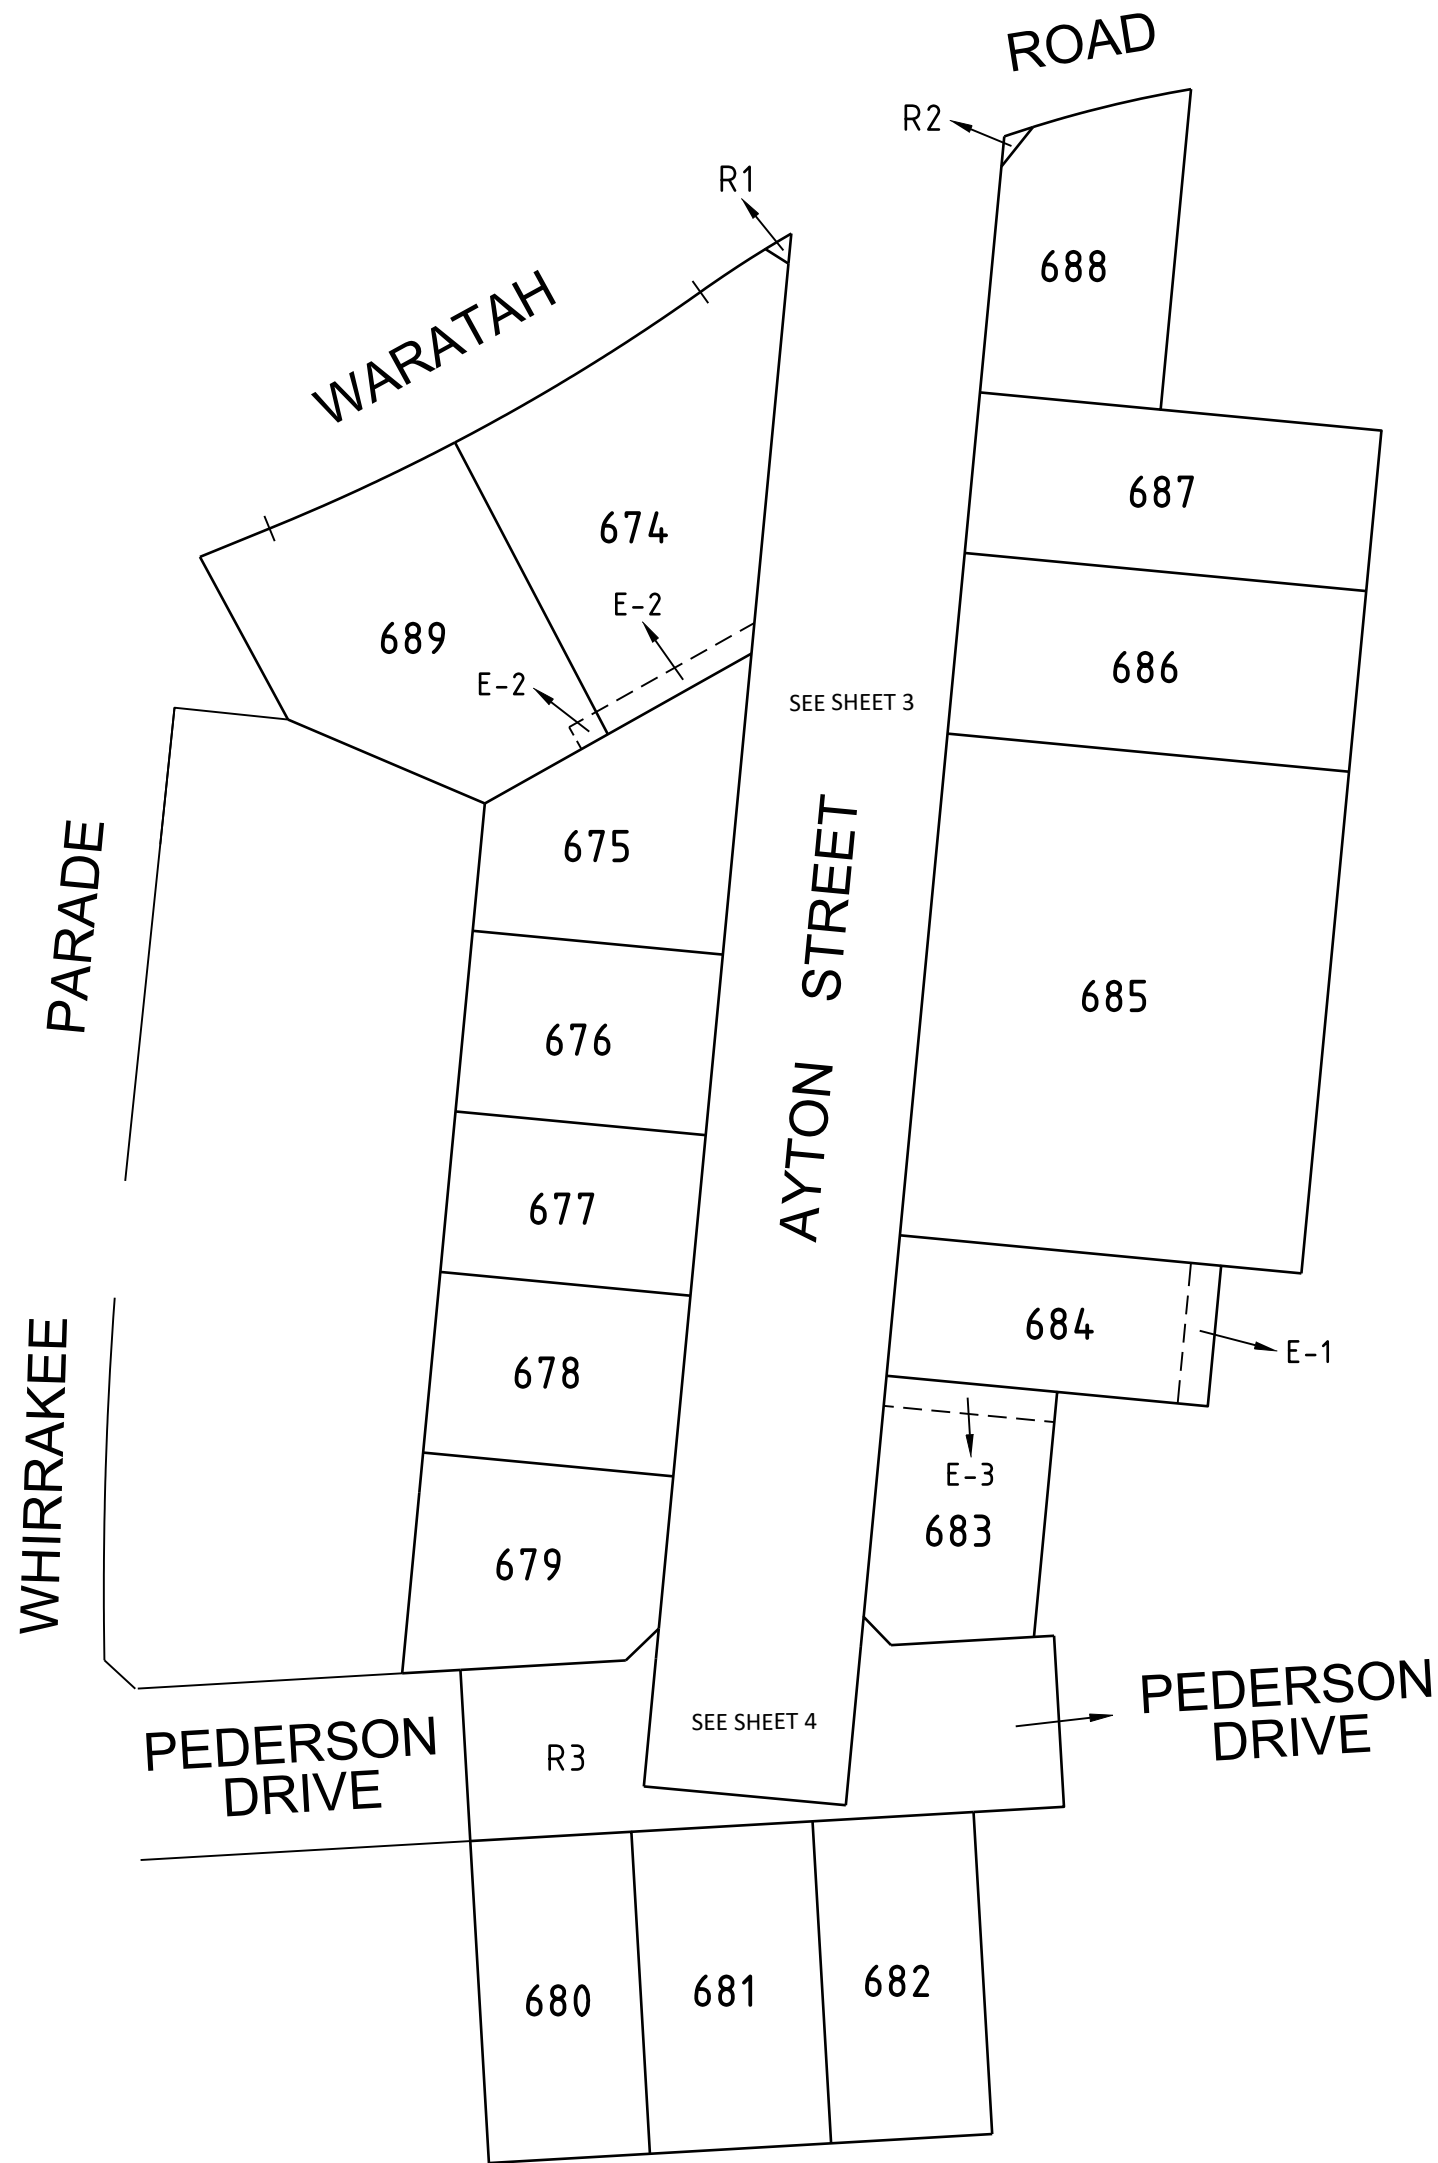 ROAD
R2
R1
688
WARATAH
687
674
E-2
689
686
E-2
SEE SHEET 3
675
PARADE
AYTON STREET
685
676
677
684
E-1
678
E-3
683
WHIRRAKEE
679
PEDERSON
DRIVE
SEE SHEET 4
PEDERSON
DRIVE
R3
680
681
682